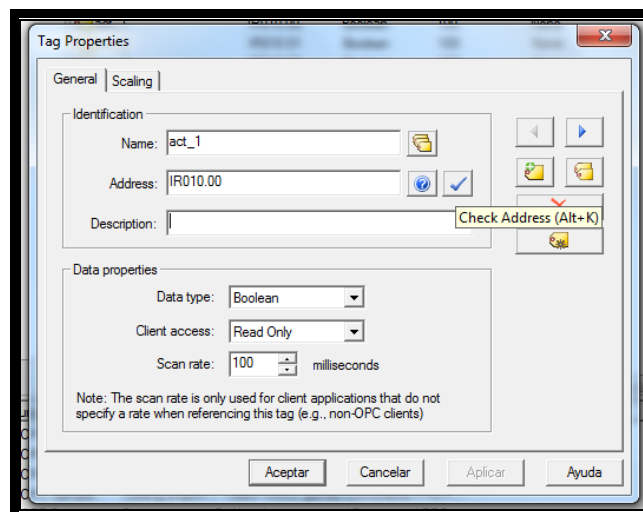 Tag Properties
General Scaling
Identification
Name: act_1
Address: IR010.00
Description:
Check Address (Alt+K)
Data properties
Data type: Boolean
Client access: Read Only
Scan rate: 100 milliseconds
Note: The scan rate is only used for client applications that do not
specify a rate when referencing this tag (e.g., non-OPC clients)
Aceptar Cancelar Aplicar Ayuda